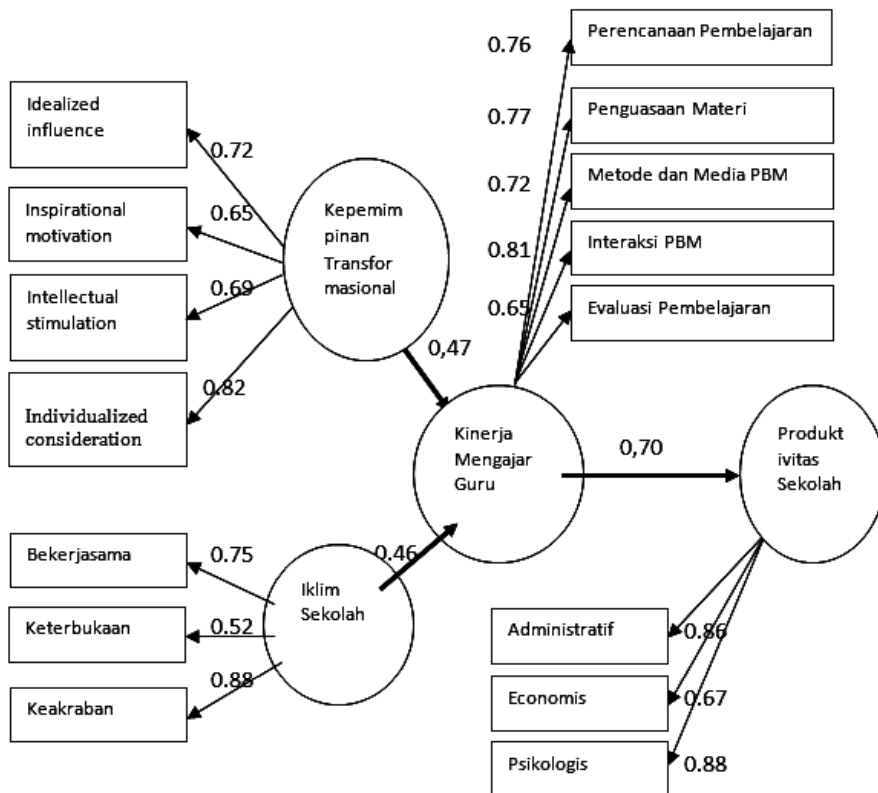 0.76
Perencanaan Pembelajaran
Idealized
influence
0.72
0.77
Penguasaan Materi
0.72
Metode dan Media PBM
Inspirational
motivation
0.65
Kepemim
pinan
Transfor
masional
0.81
Interaksi PBM
Intellectual
stimulation
0.69
0.65
Evaluasi Pembelajaran
0,47
Individualized
consideration
0.82
Kinerja
Mengajar
Guru
0,70
Produkt
ivitas
Sekolah
Bekerjasama
0.75
0.46
Iklim
Sekolah
Keterbukaan
0.52
Keakraban
0.88
Administratif
0.86
Economis
0.67
Psikologis
0.88